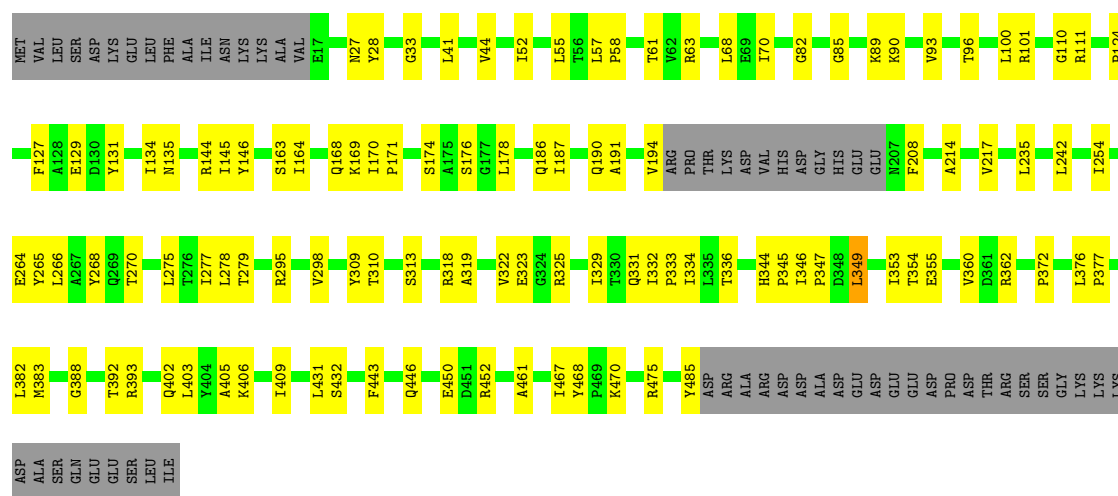 MET VAL LEU SER ASP LYS GLU LEU PHE ALA ILE ASN LYS LYS ALA VAL E17 N27 Y28 G33 L41 V44 I52 L55 T56 L57 P58 T61 V62 R63 L68 E69 I70 G82 G85 K89 K90 V93 T96 L100 R101 G110 R111
F127 A128 E129 D130 Y131 I134 N135 R144 I145 Y146 S163 I164 Q168 K169 I170 P171 S174 A175 S176 G177 L178 Q186 I187 Q190 A191 V194 ARG PRO THR LYS ASP VAL HIS ASP GLY HIS GLU GLU N207 F208 A214 V217 L235 L242 I254
E264 Y265 L266 A267 Y268 Q269 T270 L275 T276 I277 L278 T279 R295 V298 Y309 T310 S313 R318 A319 V322 E323 G324 R325 I329 T330 Q331 I332 P333 I334 L335 T336 H344 P345 I346 P347 D348 L349 I353 T354 E355 V360 D361 R362 P372 L376 P377
L382 M383 G388 T392 R393 Q402 L403 Y404 A405 K406 I409 L431 S432 F443 Q446 E450 D451 R452 A461 I467 Y468 P469 K470 R475 Y485 ASP ARG ALA ARG ASP ASP ALA ASP GLU ASP GLU GLU ASP PRO ASP THR ARG SER SER GLY LYS LYS LYS
ASP ALA SER GLN GLU GLU SER LEU ILE